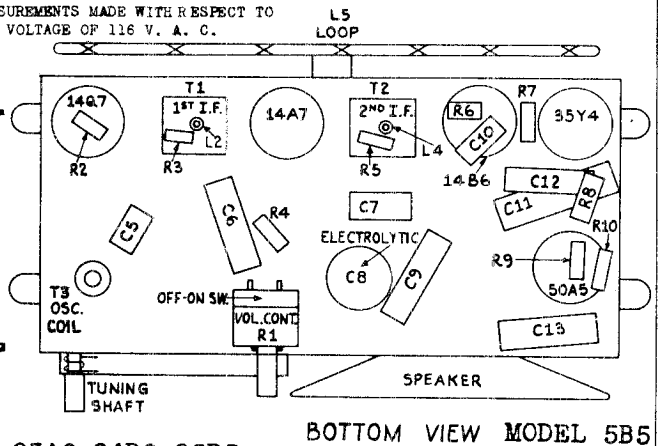 SUREMENTS MADE WITH RESPECT TO
VOLTAGE OF 116 V. A. C.
L5
LOOP
T1
T2
14Q7
1ST I.F.
L2
R2
R3
14A7
2ND I.F.
L4
R5
R6
C10
14B6
R7
35Y4
C12
C11
R8
R10
C5
C6
R4
C7
ELECTROLYTIC
C8
C9
R9
50A5
T3
OSC.
COIL
OFF-ON SW.
VOL.CONT.
R1
C13
TUNING
SHAFT
SPEAKER
BOTTOM VIEW MODEL 5B5